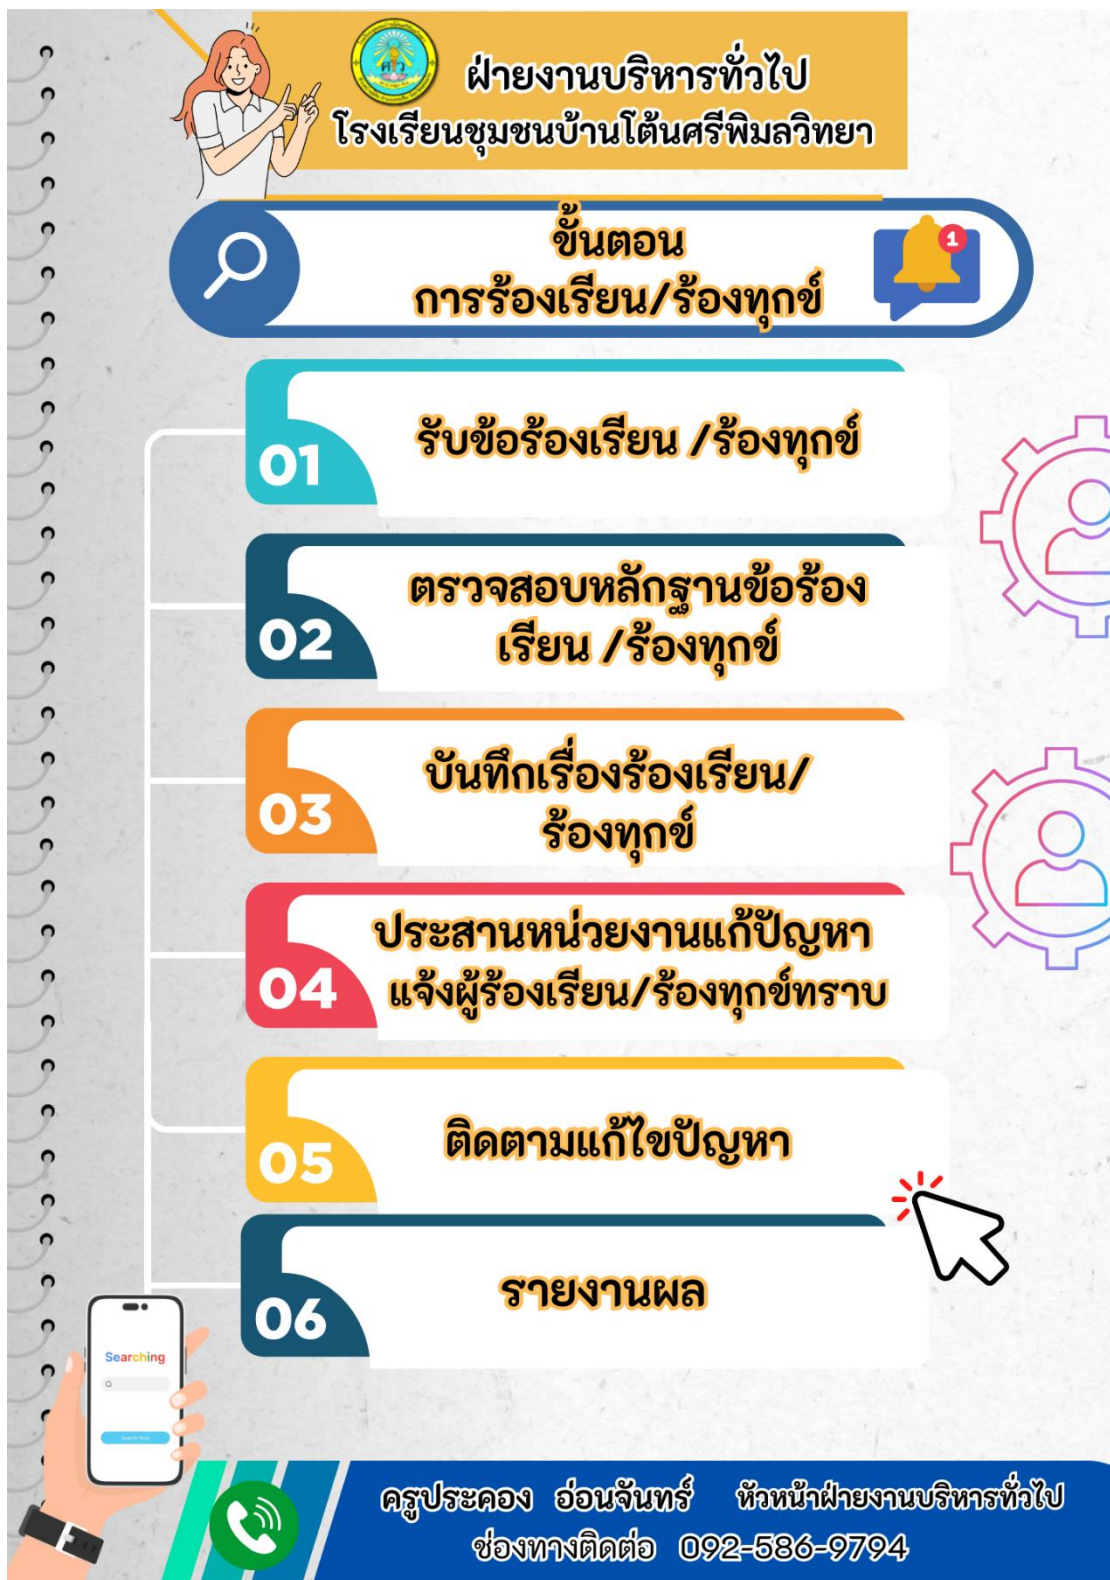 ศว
ฝ่ายงานบริหารทั่วไป
โรงเรียนชุมชนบ้านโต้นศรีพิมลวิทยา
ขั้นตอน
การร้องเรียน/ร้องทุกข์
1
01
รับข้อร้องเรียน /ร้องทุกข์
02
ตรวจสอบหลักฐานข้อร้อง
เรียน /ร้องทุกข์
03
บันทึกเรื่องร้องเรียน/
ร้องทุกข์
04
ประสานหน่วยงานแก้ปัญหา
แจ้งผู้ร้องเรียน/ร้องทุกข์ทราบ
05
ติดตามแก้ไขปัญหา
06
รายงานผล
Searching
Search Now
ครูประคอง อ่อนจันทร์ หัวหน้าฝ่ายงานบริหารทั่วไป
ช่องทางติดต่อ 092-586-9794